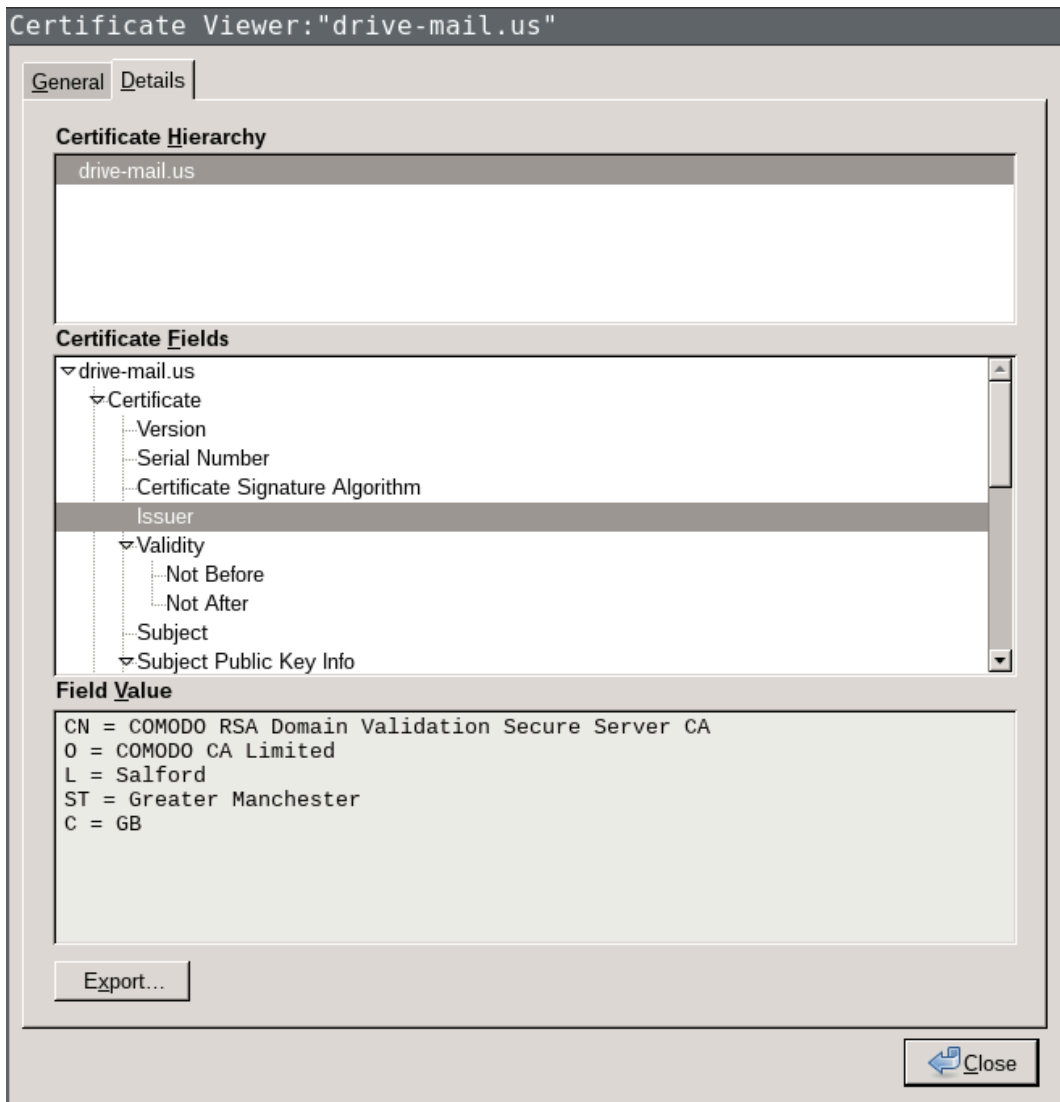 Certificate Viewer:"drive-mail.us"
General Details
Certificate Hierarchy
drive-mail.us
Certificate Fields
drive-mail.us
Certificate
Version
Serial Number
Certificate Signature Algorithm
Issuer
Validity
Not Before
Not After
Subject
Subject Public Key Info
Field Value
CN = COMODO RSA Domain Validation Secure Server CA
O = COMODO CA Limited
L = Salford
ST = Greater Manchester
C = GB
Export...
Close